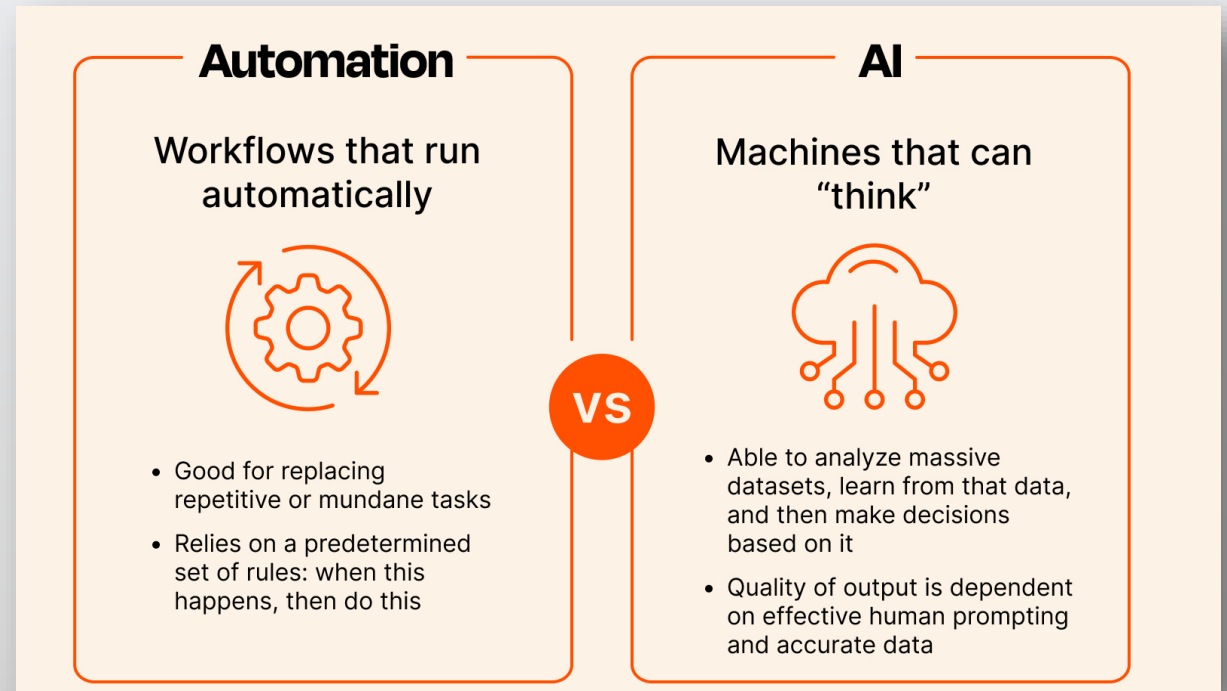 Automation
Workflows that run
automatically
• Good for replacing
repetitive or mundane tasks
• Relies on a predetermined
set of rules: when this
happens, then do this
VS
AI
Machines that can
“think”
• Able to analyze massive
datasets, learn from that data,
and then make decisions
based on it
• Quality of output is dependent
on effective human prompting
and accurate data